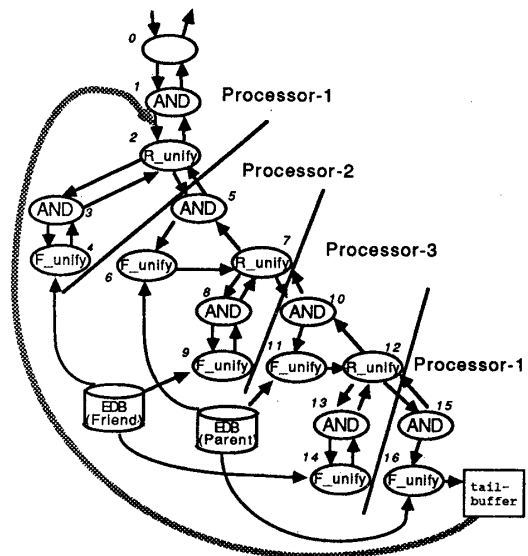 0
1
AND
Processor-1
2
R_unify
Processor-2
AND
3
AND
5
F_unify
4
F_unify
6
R_unify
7
Processor-3
8
AND
AND
10
9
F_unify
11
F_unify
R_unify
12
Processor-1
EDB
(Friend)
EDB
(Parent)
13
AND
AND
15
14
F_unify
16
F_unify
tail-
buffer